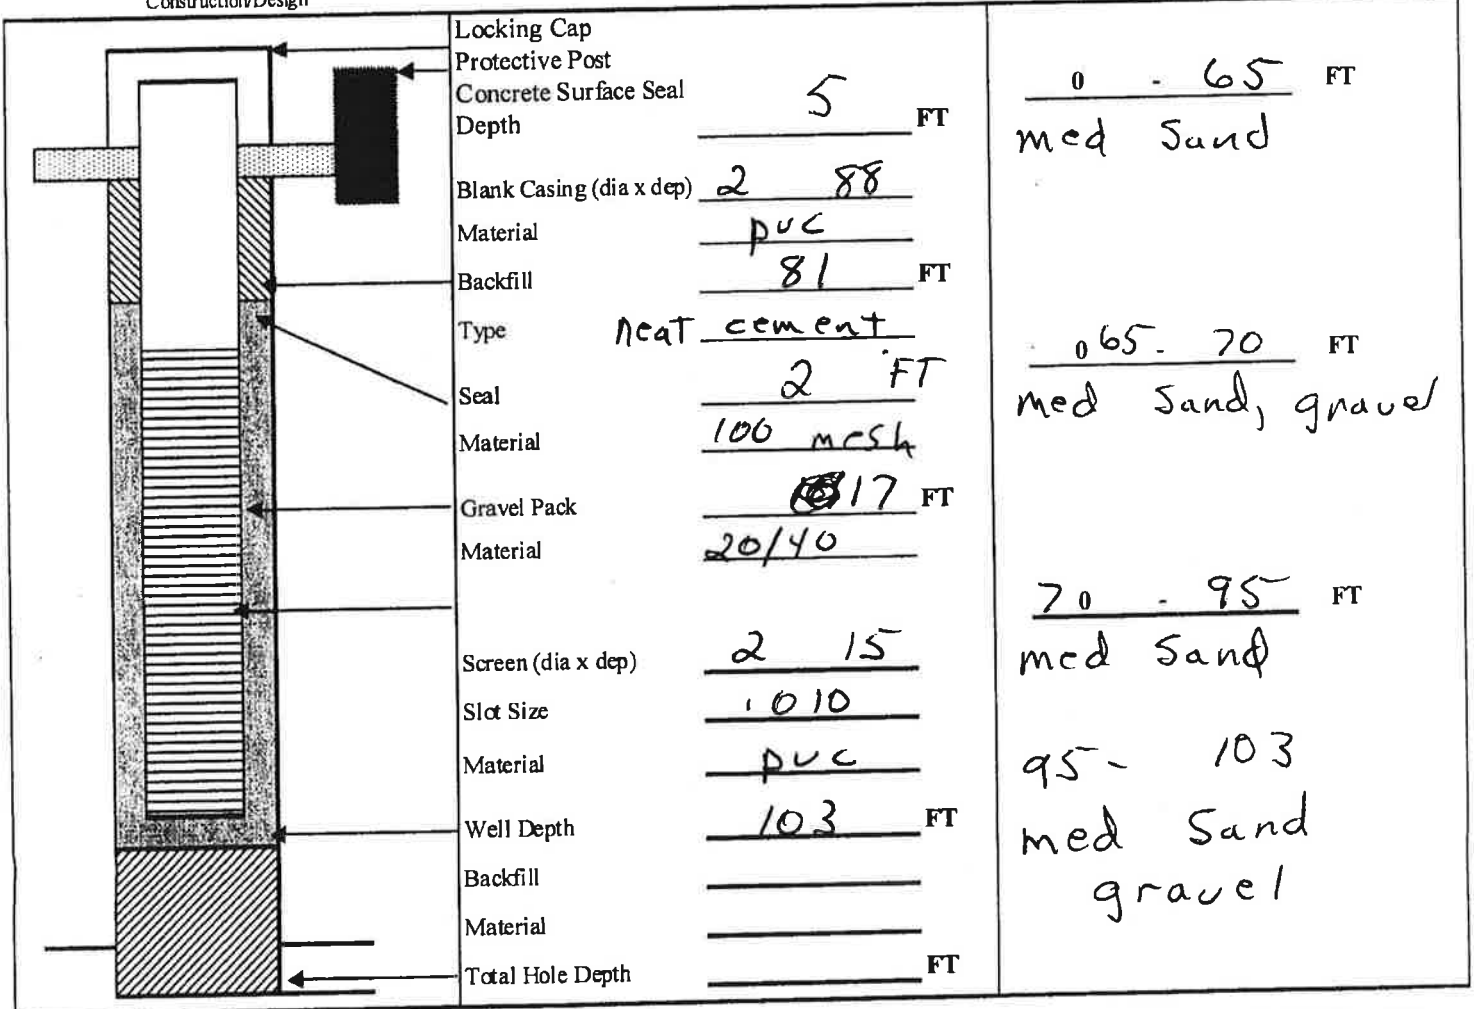 Construction/Design
Locking Cap
Protective Post
Concrete Surface Seal
Depth 5 FT
Blank Casing (dia x dep) 2 88
Material pvc
Backfill 81 FT
Type neat cement
Seal 2 FT
Material 100 mesh
Gravel Pack 17 FT
Material 20/40
Screen (dia x dep) 2 15
Slot Size .010
Material pvc
Well Depth 103 FT
Backfill
Material
Total Hole Depth FT
0 - 65 FT
med Sand
0 65 - 70 FT
med Sand, gravel
70 - 95 FT
med Sand
95 - 103
med Sand
gravel